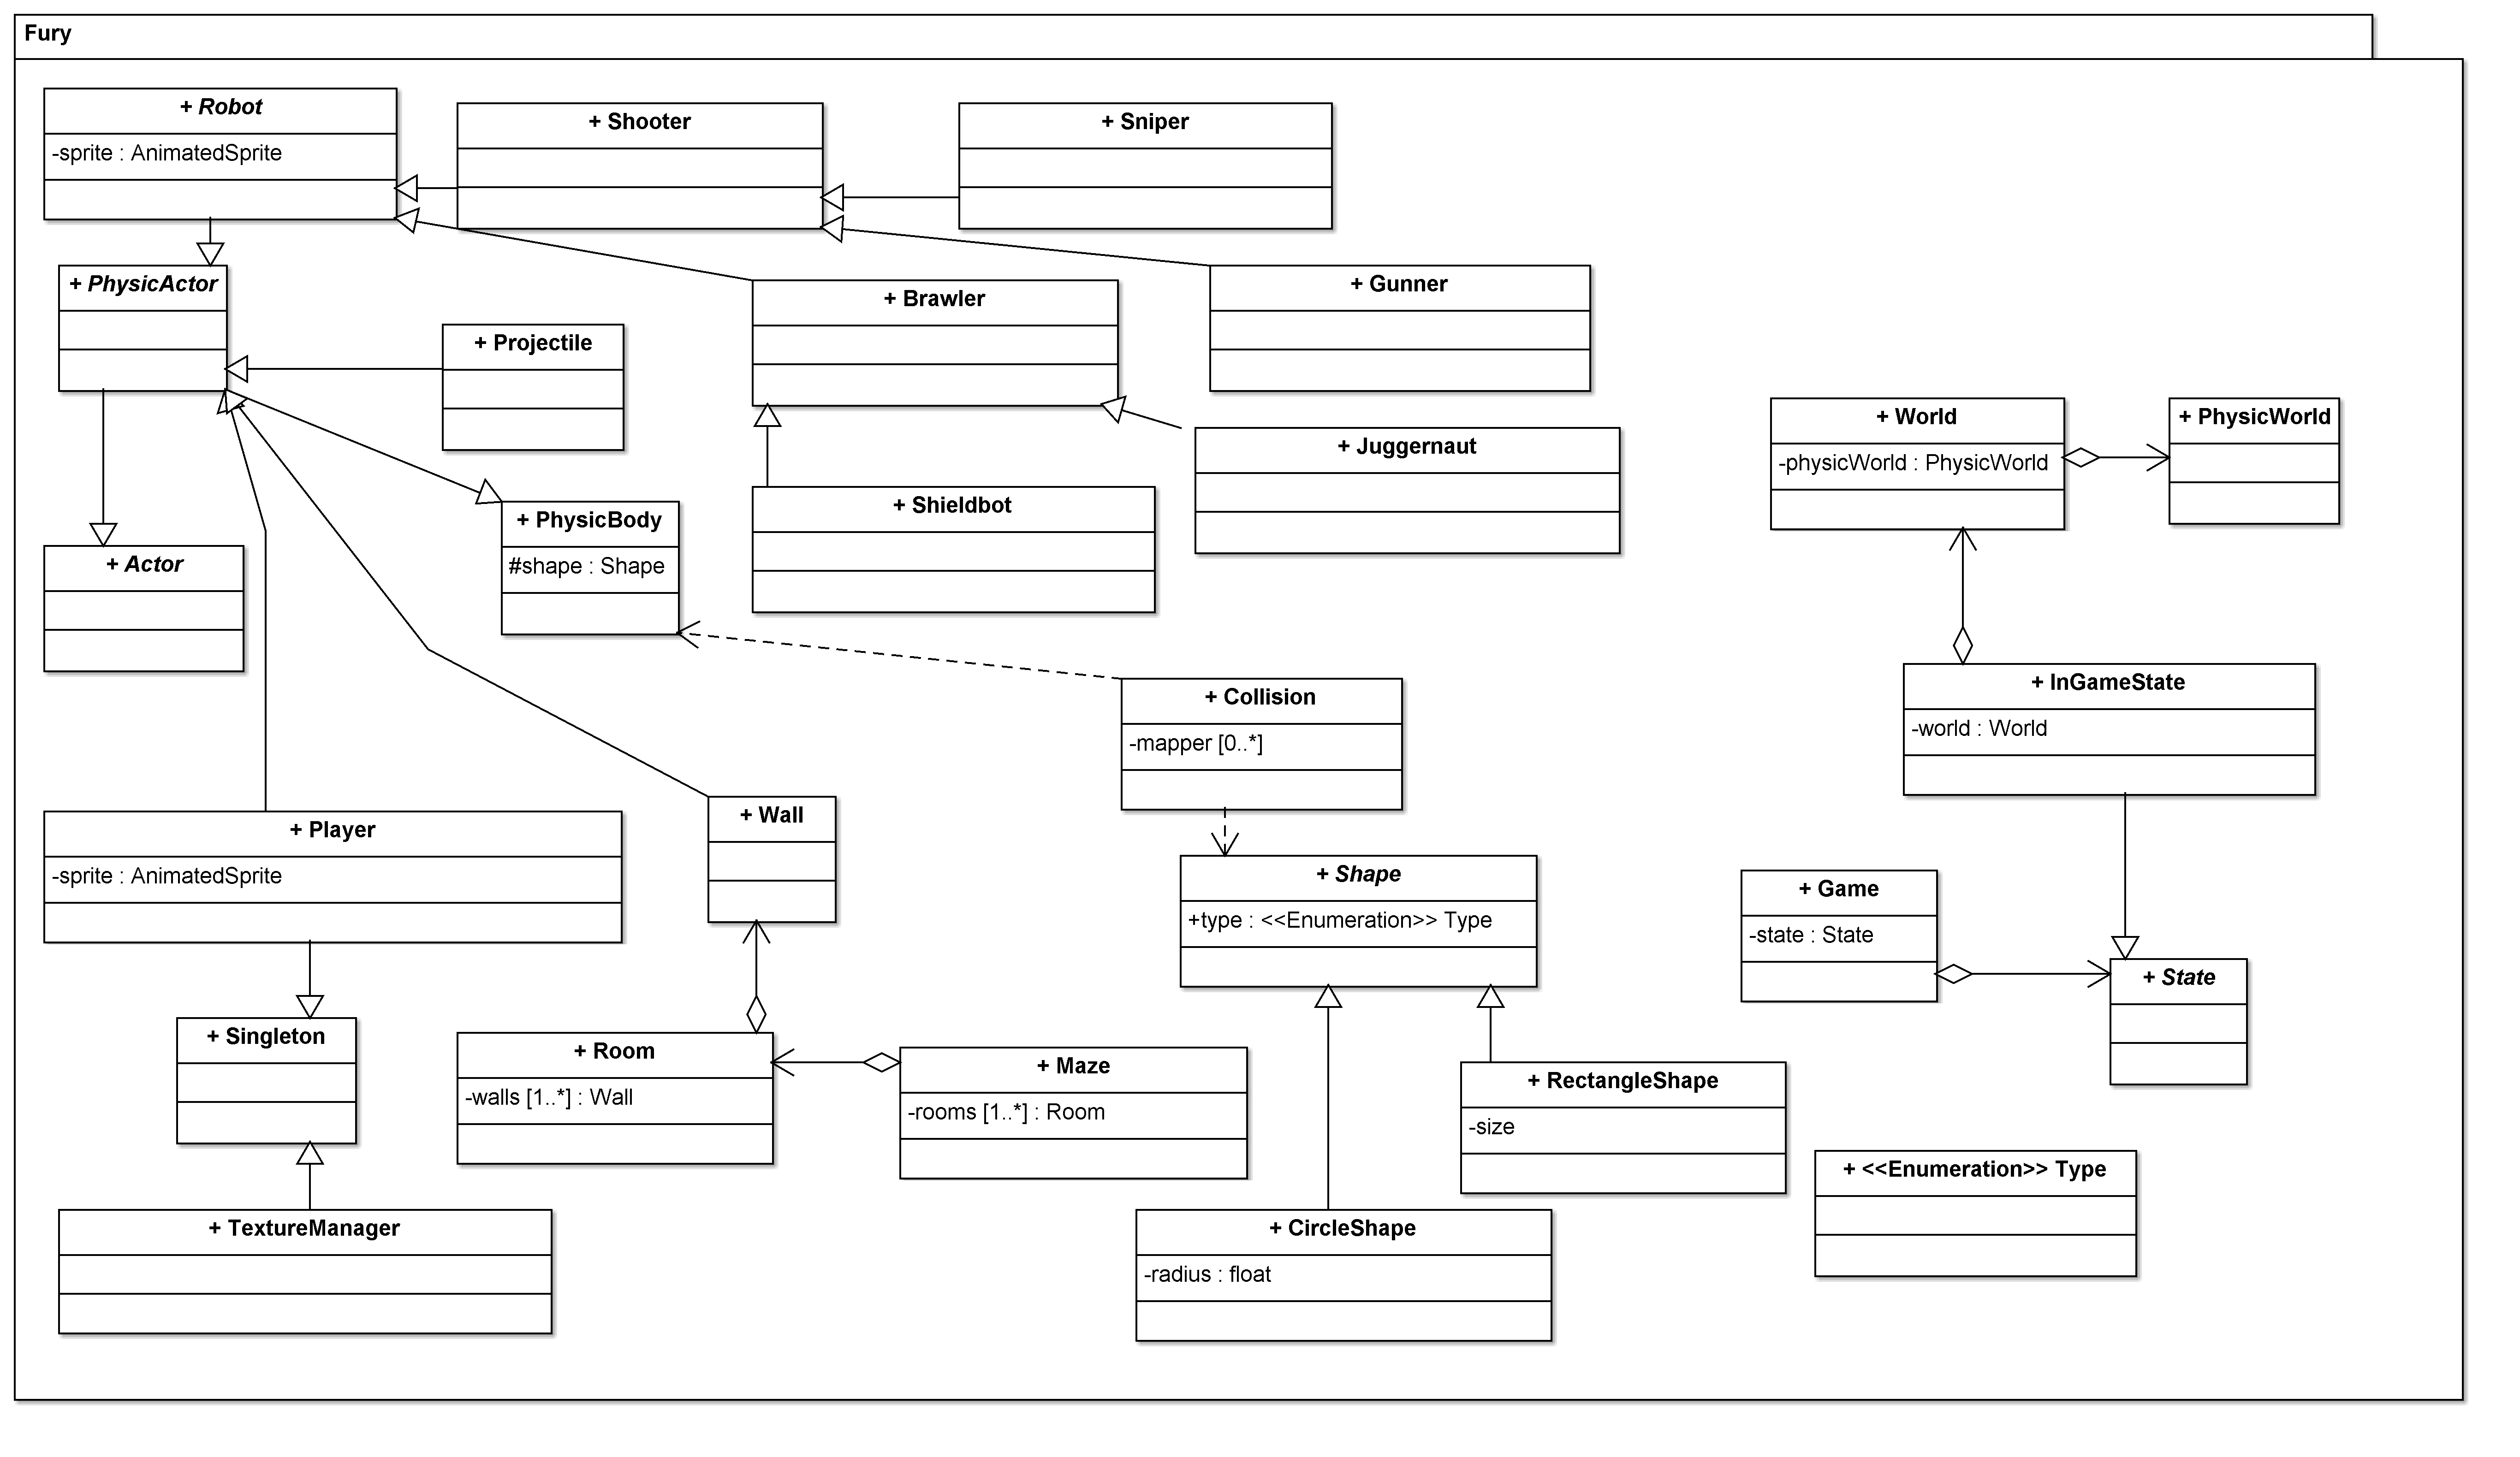 Fury
+ Robot
-sprite : AnimatedSprite
+ Shooter
+ Sniper
+ PhysicActor
+ Projectile
+ Brawler
+ Gunner
+ Juggernaut
+ World
-physicWorld : PhysicWorld
+ PhysicWorld
+ Actor
+ PhysicBody
#shape : Shape
+ Shieldbot
+ Collision
-mapper [0..*]
+ InGameState
-world : World
+ Player
-sprite : AnimatedSprite
+ Wall
+ Shape
+type : <<Enumeration>> Type
+ Game
-state : State
+ State
+ Singleton
+ Room
-walls [1..*] : Wall
+ Maze
-rooms [1..*] : Room
+ RectangleShape
-size
+ <<Enumeration>> Type
+ TextureManager
+ CircleShape
-radius : float